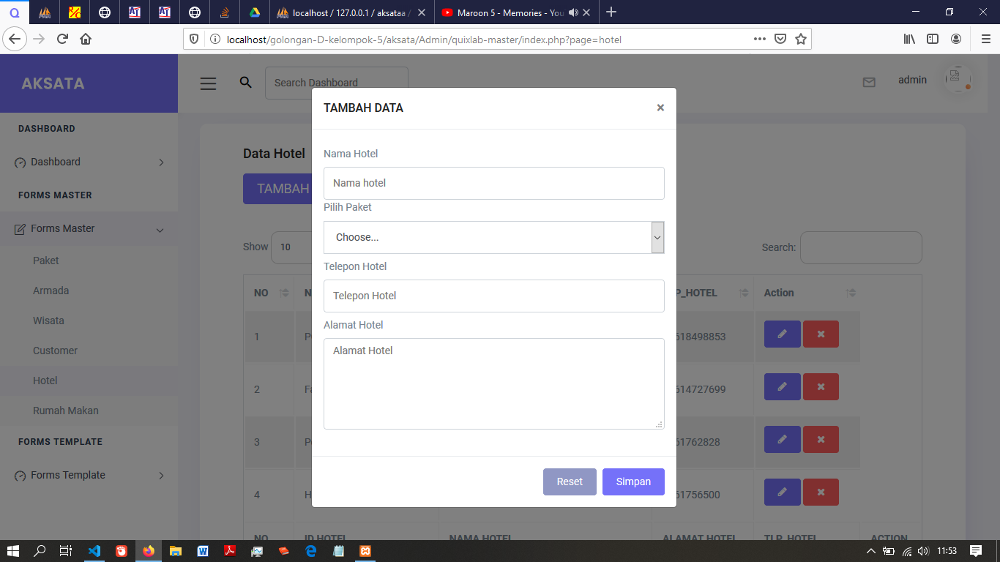 localhost / 127.0.0.1 / aksataa /
Maroon 5 - Memories - You
localhost/golongan-D-kelompok-5/aksata/Admin/quixlab-master/index.php?page=hotel
AKSATA
Search Dashboard
admin
DASHBOARD
Dashboard
FORMS MASTER
Forms Master
Paket
Armada
Wisata
Customer
Hotel
Rumah Makan
FORMS TEMPLATE
Forms Template
Data Hotel
TAMBAH
Show 10
Search:
TAMBAH DATA
×
Nama Hotel
Nama hotel
Pilih Paket
Choose...
Telepon Hotel
Telepon Hotel
Alamat Hotel
Alamat Hotel
Reset Simpan
NO P_HOTEL Action
1 618498853
2 614727699
3 61762828
4 61756500
NO ID HOTEL NAMA HOTEL ALAMAT HOTEL TLP_HOTEL ACTION
11:53